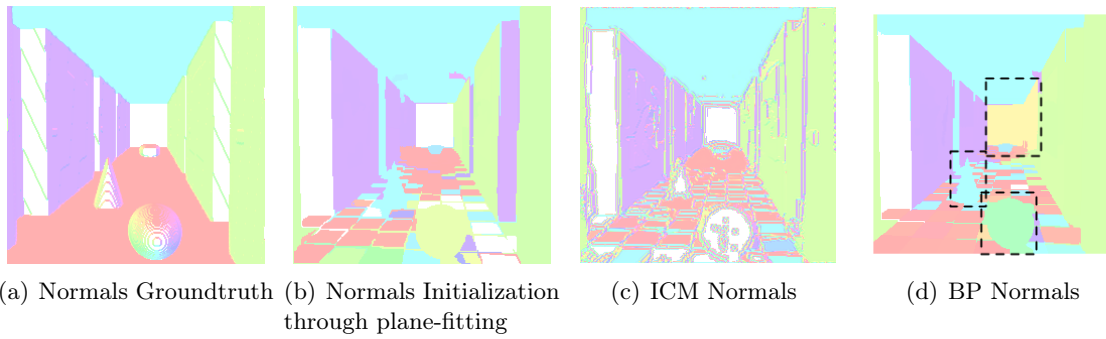 (a) Normals Groundtruth
(b) Normals Initialization
through plane-fitting
(c) ICM Normals
(d) BP Normals